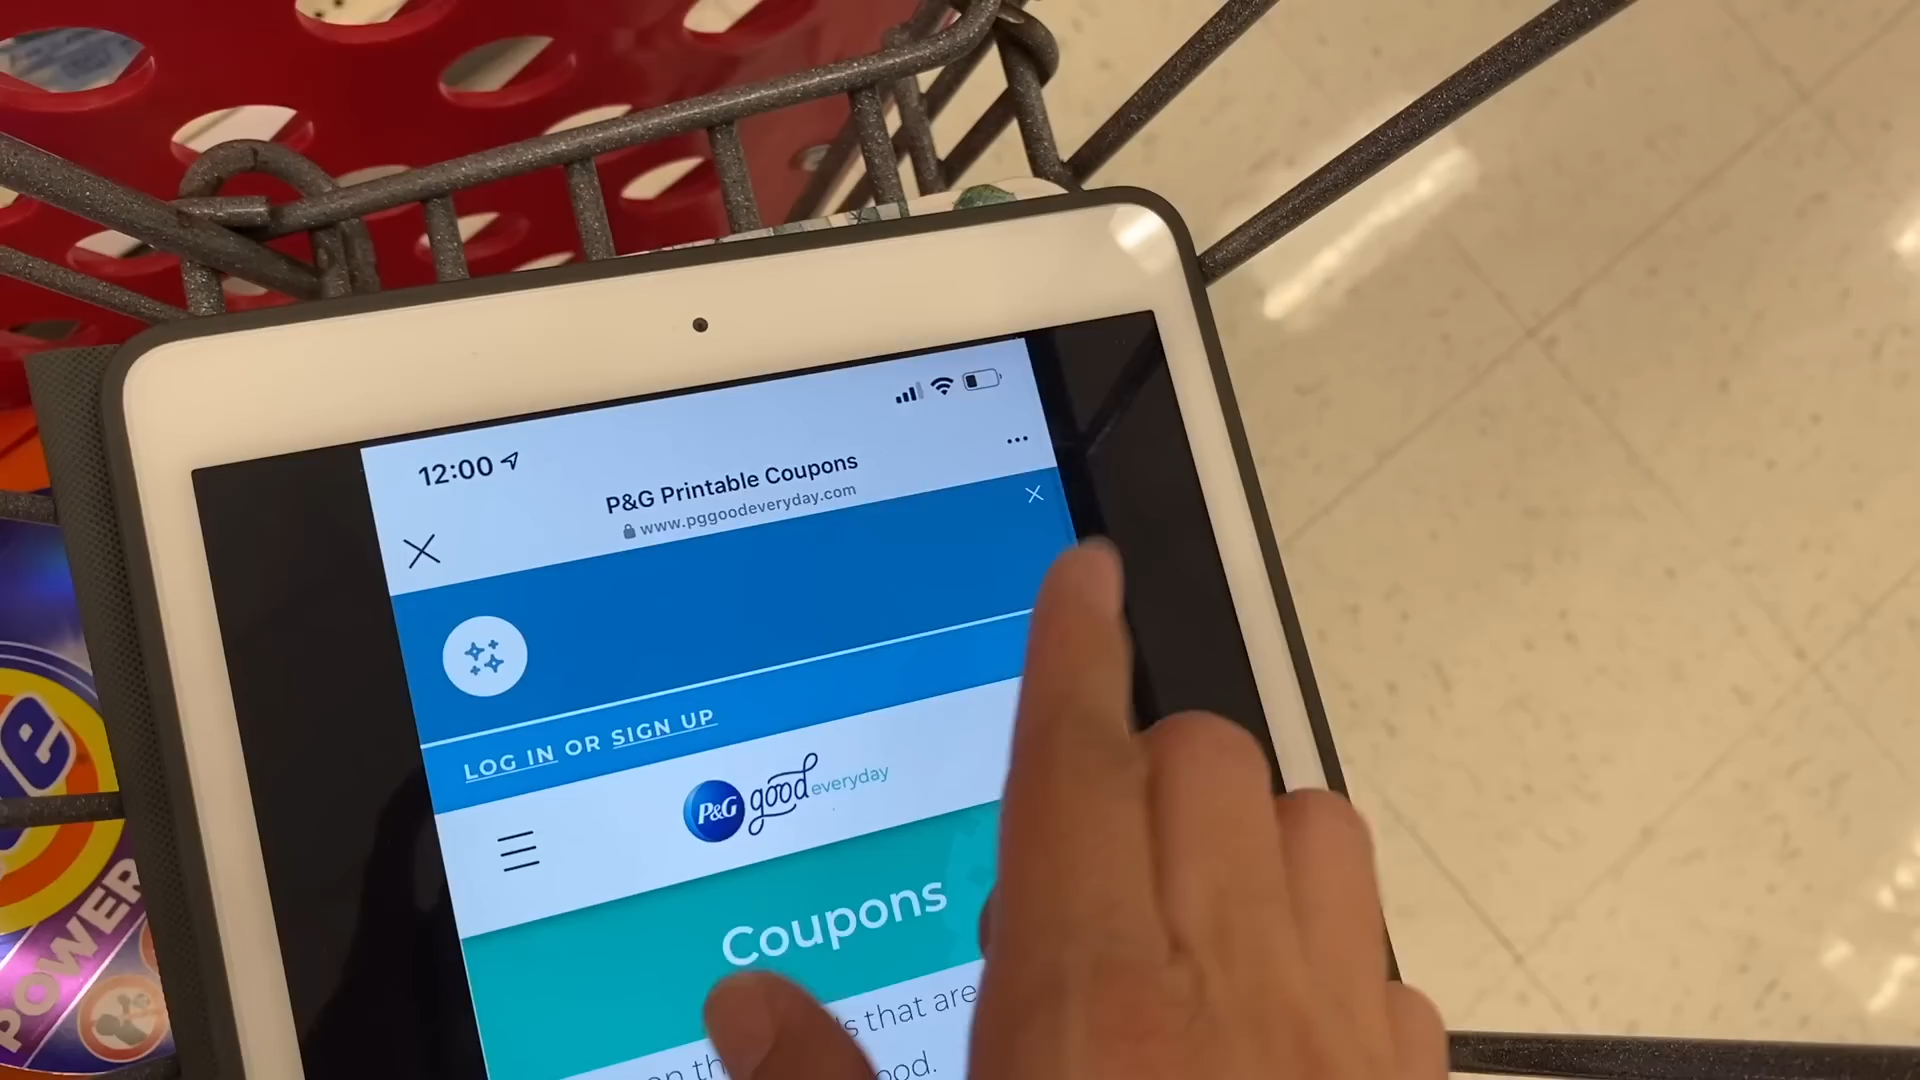 12:00
P&G Printable Coupons
www.pggoodeveryday.com
LOG IN OR SIGN UP
P&G good everyday
Coupons
that are
POWER